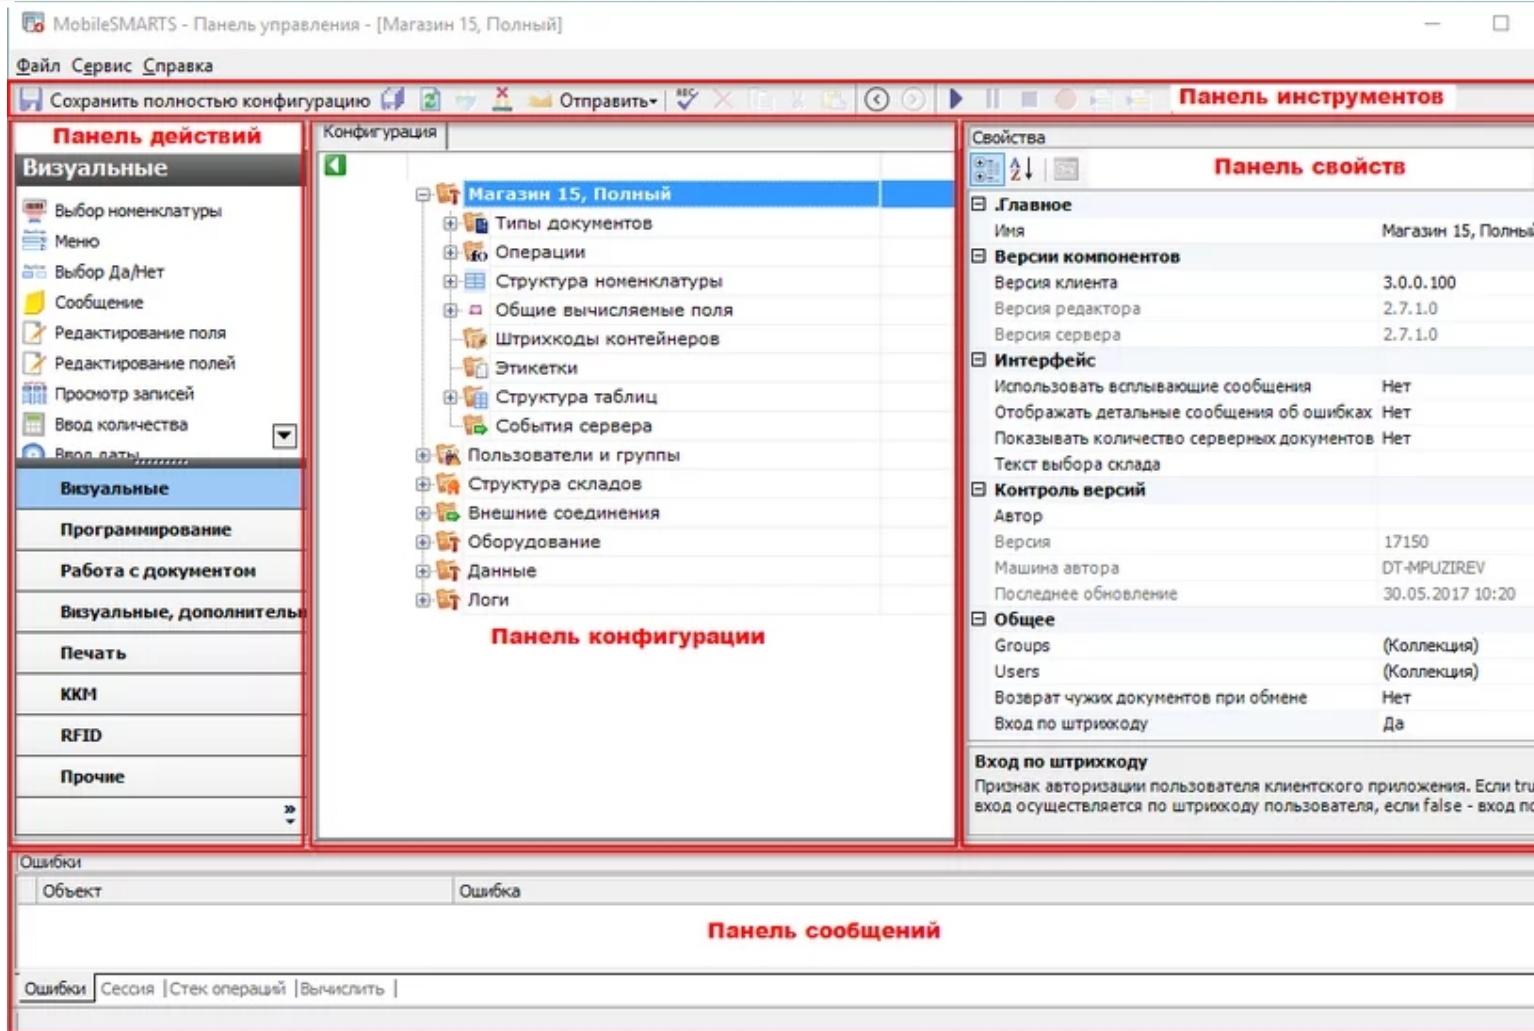 MobileSMARTS - Панель управления - [Магазин 15, Полный]
Файл Сервис Справка
Сохранить полностью конфигурацию Отправить Панель инструментов
Панель действий
Визуальные
Выбор номенклатуры
Меню
Выбор Да/Нет
Сообщение
Редактирование поля
Редактирование полей
Просмотр записей
Ввод количества
Ввод даты
Визуальные
Программирование
Работа с документом
Визуальные, дополнитель
Печать
ККМ
RFID
Прочие
Конфигурация
Магазин 15, Полный
Типы документов
Операции
Структура номенклатуры
Общие вычисляемые поля
Штрихкоды контейнеров
Этикетки
Структура таблиц
События сервера
Пользователи и группы
Структура складов
Внешние соединения
Оборудование
Данные
Логи
Панель конфигурации
Свойства
Панель свойств
.Главное
Имя Магазин 15, Полный
Версии компонентов
Версия клиента 3.0.0.100
Версия редактора 2.7.1.0
Версия сервера 2.7.1.0
Интерфейс
Использовать всплывающие сообщения Нет
Отображать детальные сообщения об ошибках Нет
Показывать количество серверных документов Нет
Текст выбора склада
Контроль версий
Автор
Версия 17150
Машина автора DT-MPUZIREV
Последнее обновление 30.05.2017 10:20
Общее
Groups (Коллекция)
Users (Коллекция)
Возврат чужих документов при обмене Нет
Вход по штрихкоду Да
Вход по штрихкоду
Признак авторизации пользователя клиентского приложения. Если tru
вход осуществляется по штрихкоду пользователя, если false - вход по
Ошибки
Объект Ошибка
Панель сообщений
Ошибки Сессия |Стек операций |Вычислить |